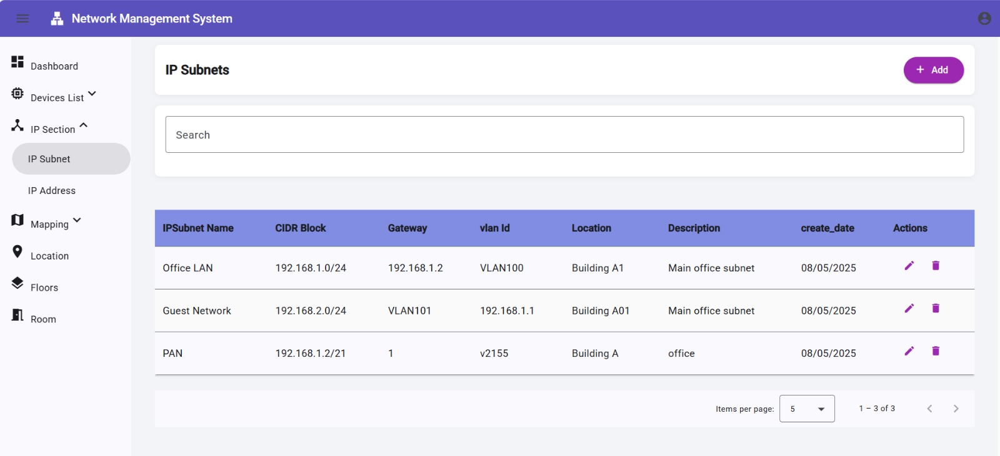 Network Management System
Dashboard
Devices List
IP Section
IP Subnet
IP Address
Mapping
Location
Floors
Room
IP Subnets
+ Add
Search
IPSubnet Name CIDR Block Gateway vlan Id Location Description create_date Actions
Office LAN 192.168.1.0/24 192.168.1.2 VLAN100 Building A1 Main office subnet 08/05/2025
Guest Network 192.168.2.0/24 VLAN101 192.168.1.1 Building A01 Main office subnet 08/05/2025
PAN 192.168.1.2/21 1 v2155 Building A office 08/05/2025
Items per page: 5 1 – 3 of 3